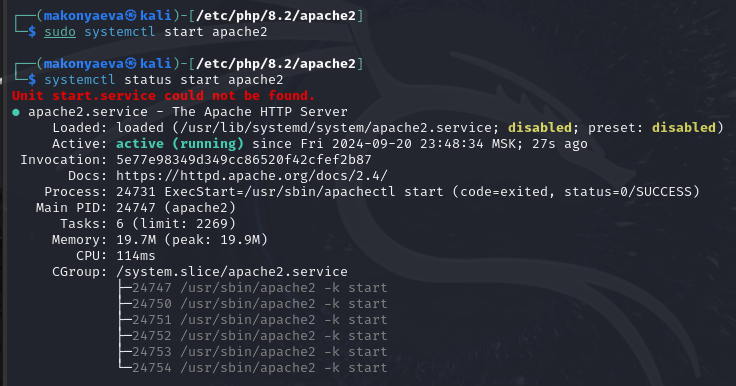 ┌──(makonyaeva㉿kali)-[/etc/php/8.2/apache2]
└─$ sudo systemctl start apache2
┌──(makonyaeva㉿kali)-[/etc/php/8.2/apache2]
└─$ systemctl status start apache2
Unit start.service could not be found.
● apache2.service - The Apache HTTP Server
Loaded: loaded (/usr/lib/systemd/system/apache2.service; disabled; preset: disabled)
Active: active (running) since Fri 2024-09-20 23:48:34 MSK; 27s ago
Invocation: 5e77e98349d349cc86520f42cfef2b87
Docs: https://httpd.apache.org/docs/2.4/
Process: 24731 ExecStart=/usr/sbin/apachectl start (code=exited, status=0/SUCCESS)
Main PID: 24747 (apache2)
Tasks: 6 (limit: 2269)
Memory: 19.7M (peak: 19.9M)
CPU: 114ms
CGroup: /system.slice/apache2.service
├─24747 /usr/sbin/apache2 -k start
├─24750 /usr/sbin/apache2 -k start
├─24751 /usr/sbin/apache2 -k start
├─24752 /usr/sbin/apache2 -k start
├─24753 /usr/sbin/apache2 -k start
└─24754 /usr/sbin/apache2 -k start